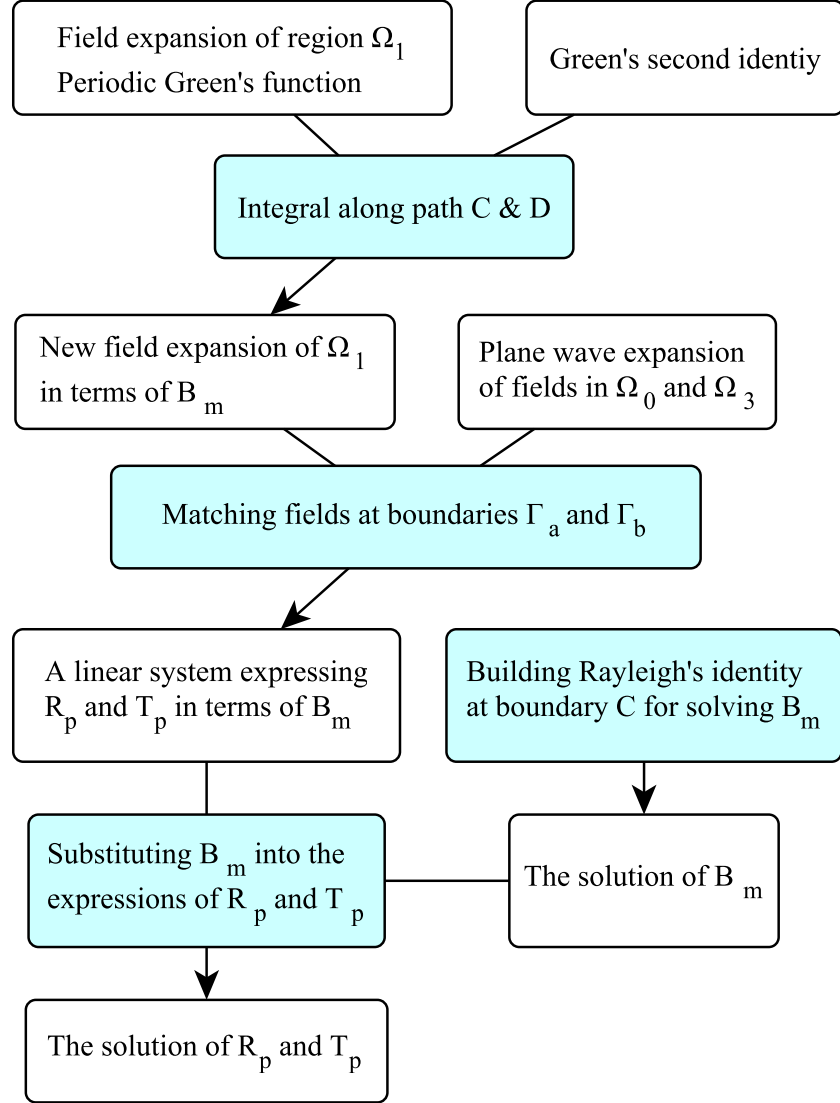 Field expansion of region Ω₁
Periodic Green's function
Green's second identiy
Integral along path C & D
New field expansion of Ω₁
in terms of Bₘ
Plane wave expansion
of fields in Ω₀ and Ω₃
Matching fields at boundaries Γₐ and Γ_b
A linear system expressing
Rₚ and Tₚ in terms of Bₘ
Building Rayleigh's identity
at boundary C for solving Bₘ
Substituting Bₘ into the
expressions of Rₚ and Tₚ
The solution of Bₘ
The solution of Rₚ and Tₚ